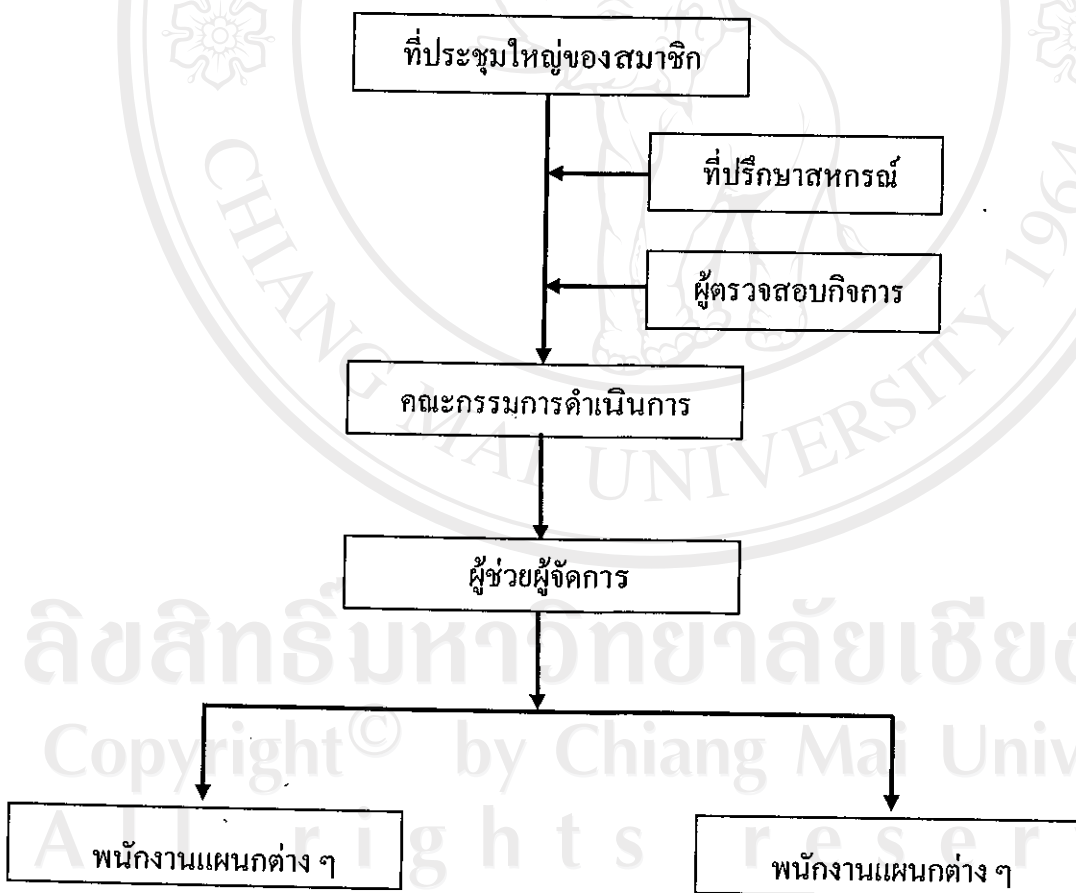 ที่ประชุมใหญ่ของสมาชิก
ที่ปรึกษาสหกรณ์
ผู้ตรวจสอบกิจการ
คณะกรรมการดำเนินการ
ผู้ช่วยผู้จัดการ
พนักงานแผนกต่าง ๆ
พนักงานแผนกต่าง ๆ
CHIANG MAI UNIVERSITY 1964
ลิขสิทธิ์มหาวิทยาลัยเชียง
Copyright© by Chiang Mai Univ
All rights reser